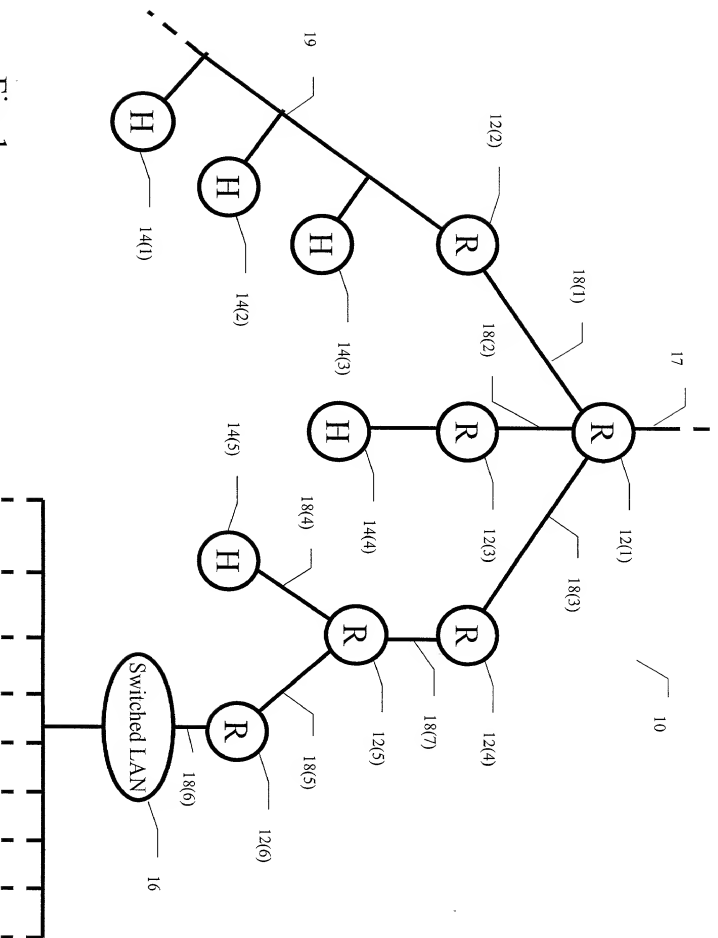 17
10
12(1)
R
18(1)
18(3)
12(2)
18(2)
12(3)
12(4)
R
R
R
18(7)
12(5)
14(4)
R
14(3)
H
H
19
18(4)
18(5)
12(6)
14(2)
14(5)
R
H
H
18(6)
16
14(1)
H
Switched LAN